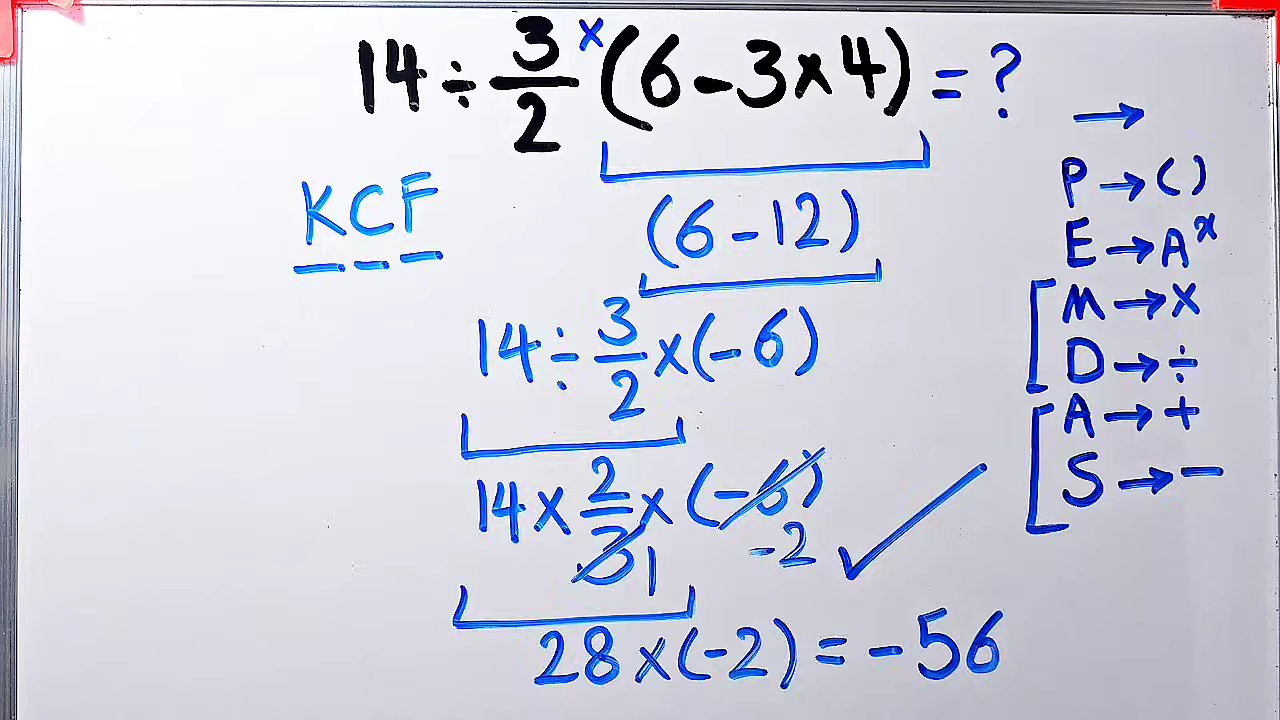 14 ÷ 3/2 × (6 - 3 × 4) = ?
→
P → ( )
KCF
(6 - 12)
E → Aˣ
M → ×
14 ÷ 3/2 × (-6)
D → ÷
A → +
14 × 2/3 × (-6)
S → -
1 -2
28 × (-2) = -56